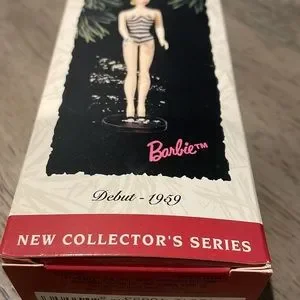 Barbie™
Debut - 1959
NEW COLLECTOR'S SERIES